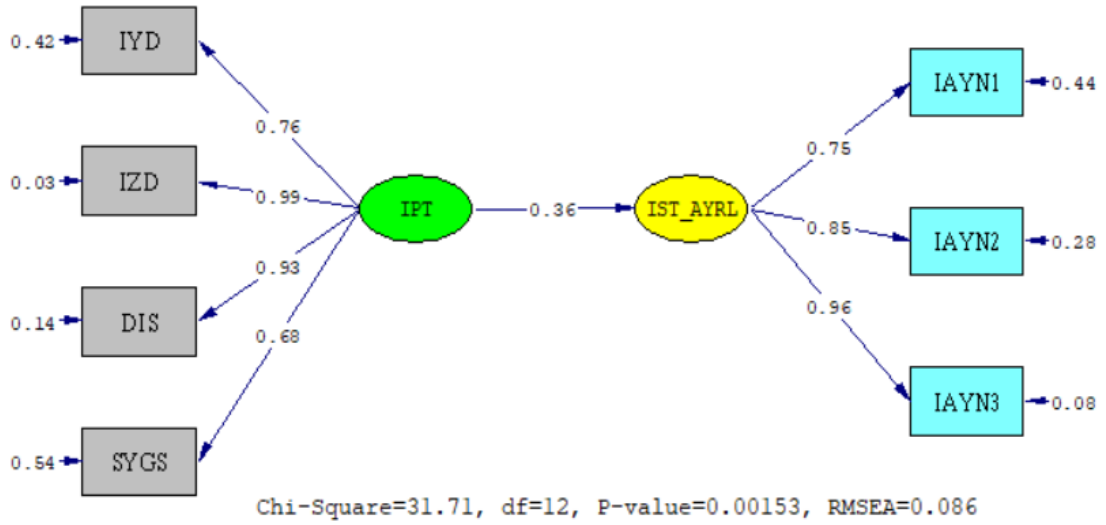 0.42
IYD
0.76
0.03
IZD
0.99
0.14
DIS
0.93
0.54
SYGS
0.68
IPT
0.36
IST_AYRL
0.75
IAYN1
0.44
0.85
IAYN2
0.28
0.96
IAYN3
0.08
Chi-Square=31.71, df=12, P-value=0.00153, RMSEA=0.086